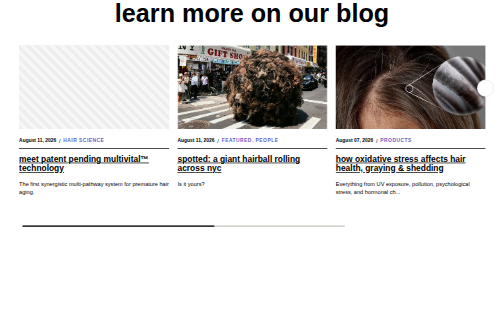 learn more on our blog
GIFT SHO
August 11, 2026 / HAIR SCIENCE
meet patent pending multivital™
technology
The first synergistic multi-pathway system for premature hair
aging.
August 11, 2026 / FEATURED, PEOPLE
spotted: a giant hairball rolling
across nyc
Is it yours?
August 07, 2026 / PRODUCTS
how oxidative stress affects hair
health, graying & shedding
Everything from UV exposure, pollution, psychological
stress, and hormonal ch...